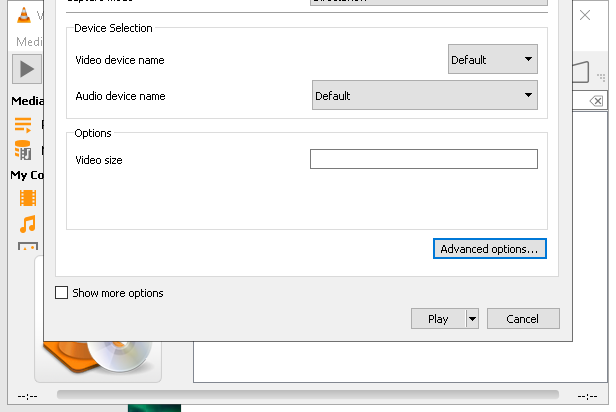 Device Selection
Video device name
Default
Audio device name
Default
Options
Video size
Advanced options...
Show more options
Play
Cancel
Medi
Media
My Co
--:--
--:--